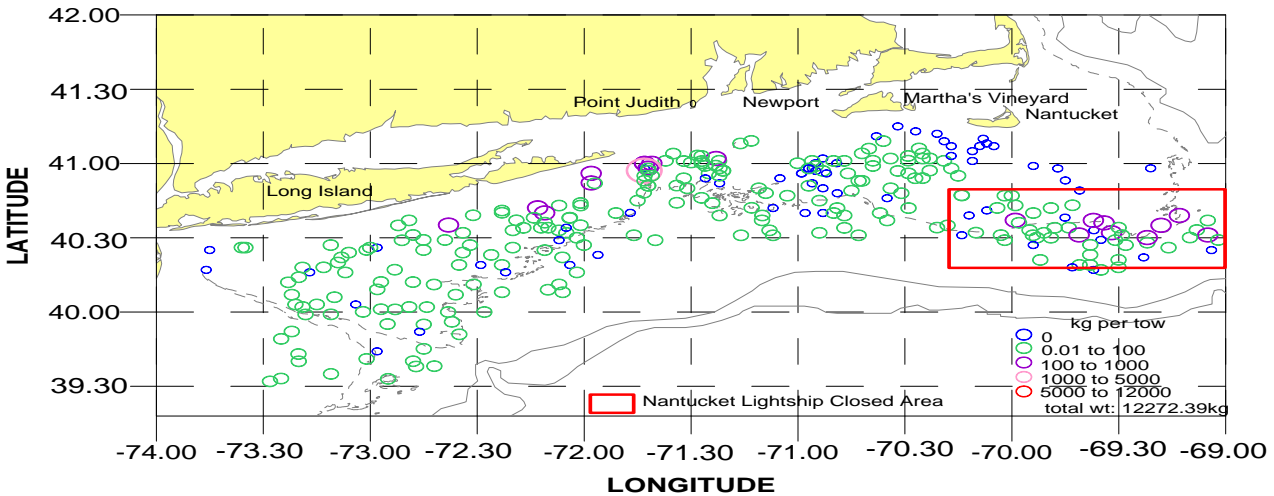 42.00
41.30
Point Judith
Newport
Martha's Vineyard
Nantucket
41.00
Long Island
LATITUDE
40.30
40.00
kg per tow
0
0.01 to 100
100 to 1000
1000 to 5000
5000 to 12000
total wt: 12272.39kg
39.30
Nantucket Lightship Closed Area
-74.00 -73.30 -73.00 -72.30 -72.00 -71.30 -71.00 -70.30 -70.00 -69.30 -69.00
LONGITUDE